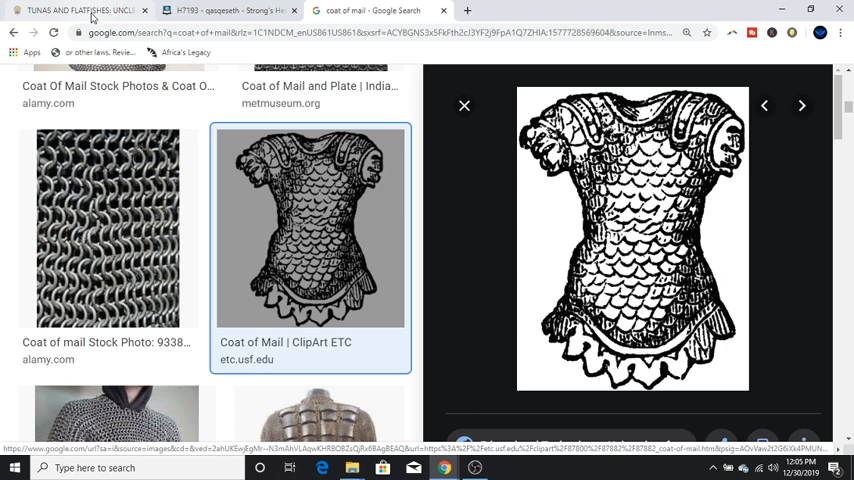 TUNAS AND FLATFISHES: UNCLE
H7193 - qasqeseth - Strong's He
coat of mail - Google Search
google.com/search?q=coat+of+mail&rlz=1C1NDCM_enUS861US861&sxsrf=ACYBGNS3x5FkFth2cJ3YF2j9FpA1Q7ZHIA:1577728569604&source=lnms...
Apps
or other laws. Revie...
Africa's Legacy
Coat Of Mail Stock Photos & Coat O...
alamy.com
Coat of Mail and Plate | India...
metmuseum.org
Coat of mail Stock Photo: 9338...
alamy.com
Coat of Mail | ClipArt ETC
etc.usf.edu
Type here to search
12:05 PM
12/30/2019
2